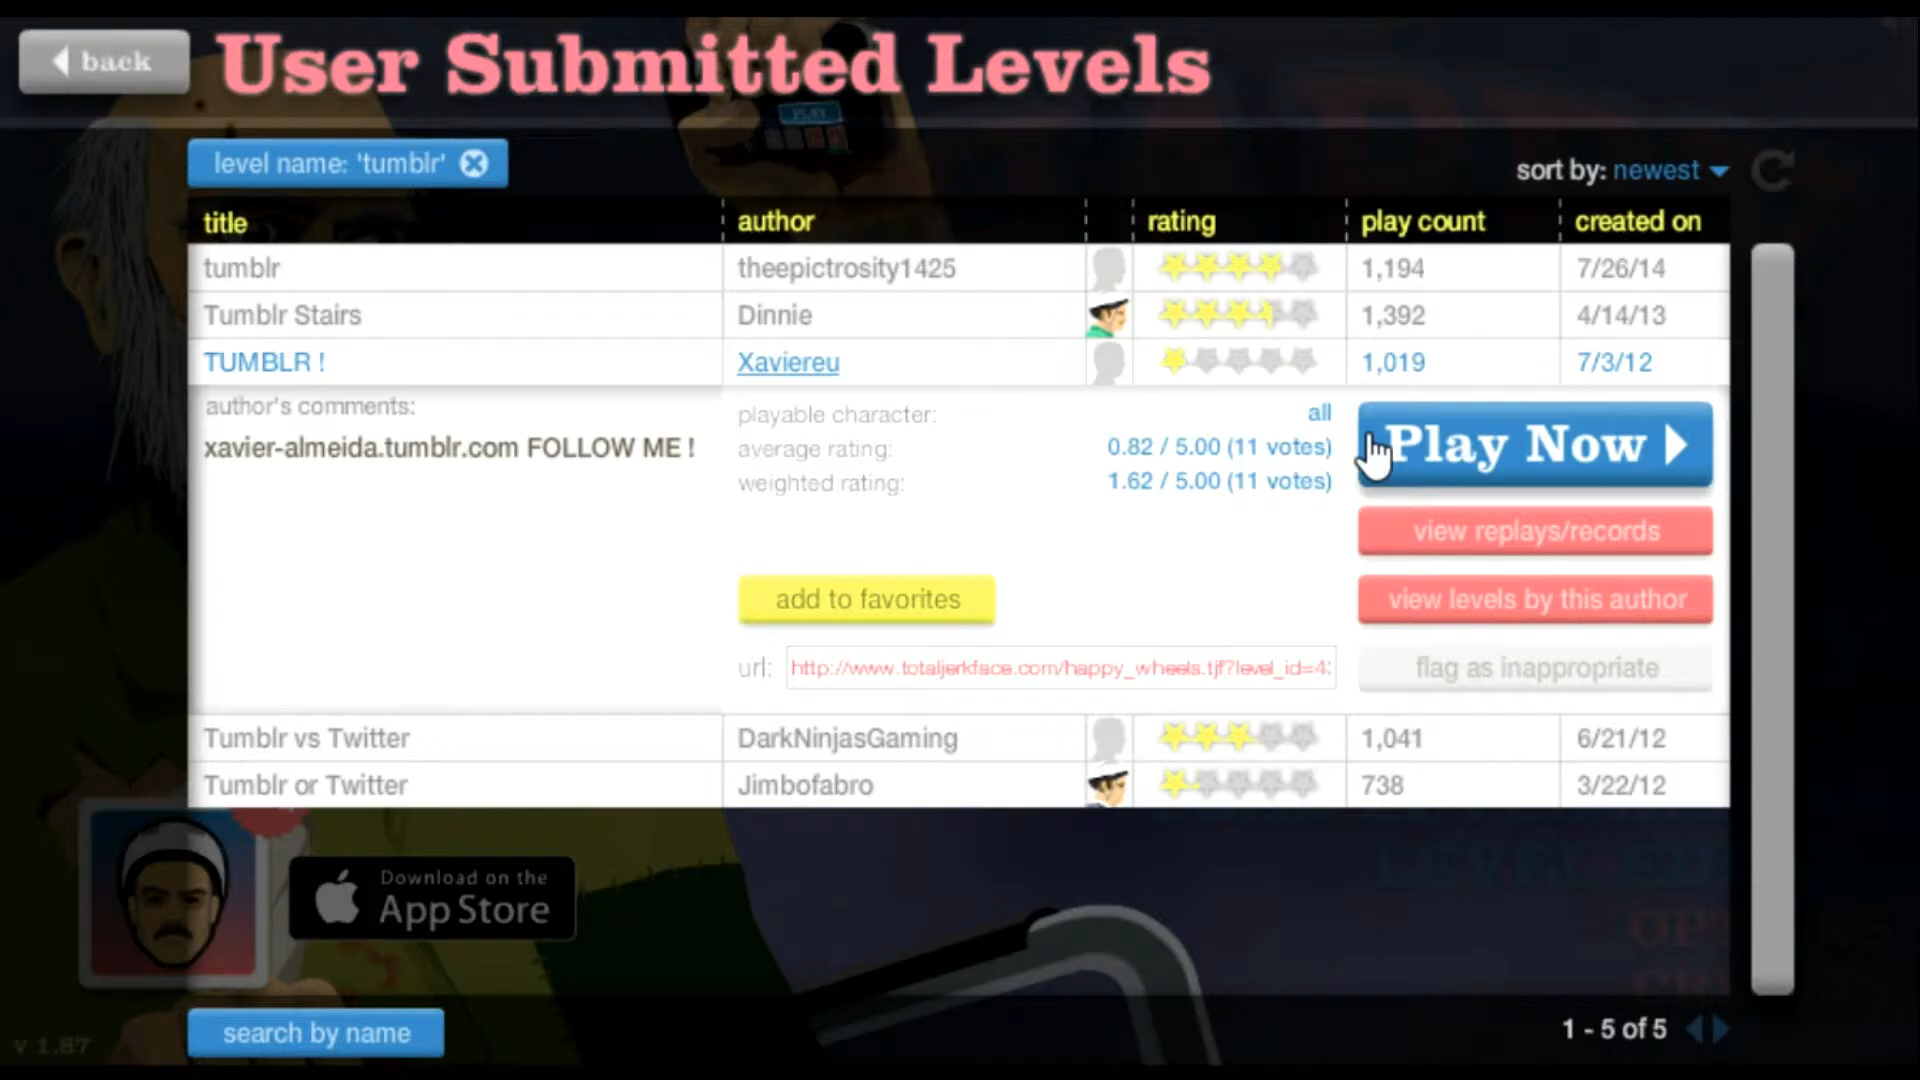 back
User Submitted Levels
PLAY
level name: 'tumblr'
sort by: newest
title author rating play count created on
tumblr theepictrosity1425 1,194 7/26/14
Tumblr Stairs Dinnie 1,392 4/14/13
TUMBLR ! Xaviereu 1,019 7/3/12
author's comments:
xavier-almeida.tumblr.com FOLLOW ME !
playable character: all
average rating: 0.82 / 5.00 (11 votes)
weighted rating: 1.62 / 5.00 (11 votes)
Play Now
view replays/records
add to favorites
view levels by this author
url: http://www.totaljerkface.com/happy_wheels.tjf?level_id=4
flag as inappropriate
Tumblr vs Twitter DarkNinjasGaming 1,041 6/21/12
Tumblr or Twitter Jimbofabro 738 3/22/12
Download on the
App Store
LEVEL
search by name
1 - 5 of 5
v 1.87